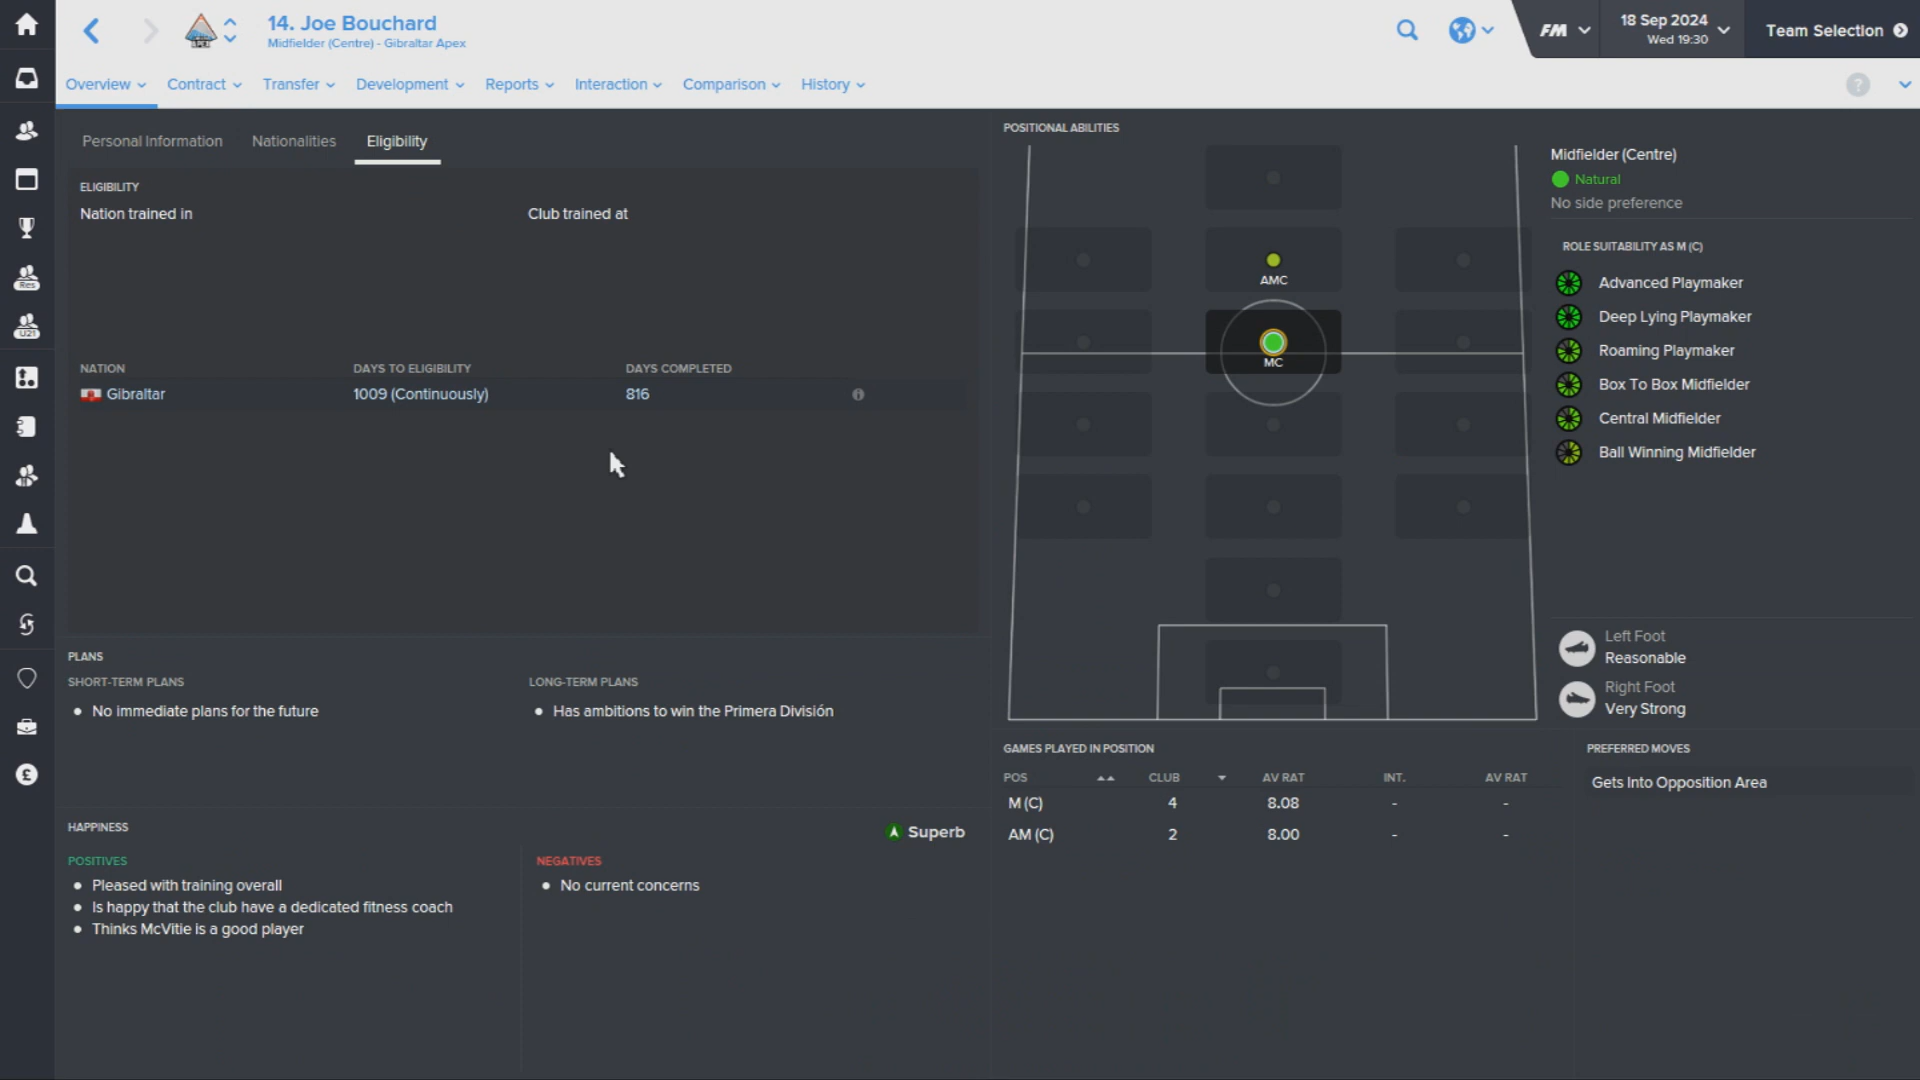 14. Joe Bouchard
Midfielder (Centre) - Gibraltar Apex
FM
18 Sep 2024
Wed 19:30
Team Selection
Overview
Contract
Transfer
Development
Reports
Interaction
Comparison
History
?
Personal Information
Nationalities
Eligibility
ELIGIBILITY
Nation trained in
Club trained at
NATION
DAYS TO ELIGIBILITY
DAYS COMPLETED
Gibraltar
1009 (Continuously)
816
Res
U21
PLANS
SHORT-TERM PLANS
No immediate plans for the future
LONG-TERM PLANS
Has ambitions to win the Primera División
HAPPINESS
Superb
POSITIVES
Pleased with training overall
Is happy that the club have a dedicated fitness coach
Thinks McVitie is a good player
NEGATIVES
No current concerns
POSITIONAL ABILITIES
AMC
MC
Midfielder (Centre)
Natural
No side preference
ROLE SUITABILITY AS M (C)
Advanced Playmaker
Deep Lying Playmaker
Roaming Playmaker
Box To Box Midfielder
Central Midfielder
Ball Winning Midfielder
Left Foot
Reasonable
Right Foot
Very Strong
GAMES PLAYED IN POSITION
POS CLUB AV RAT INT. AV RAT
M (C) 4 8.08 - -
AM (C) 2 8.00 - -
PREFERRED MOVES
Gets Into Opposition Area